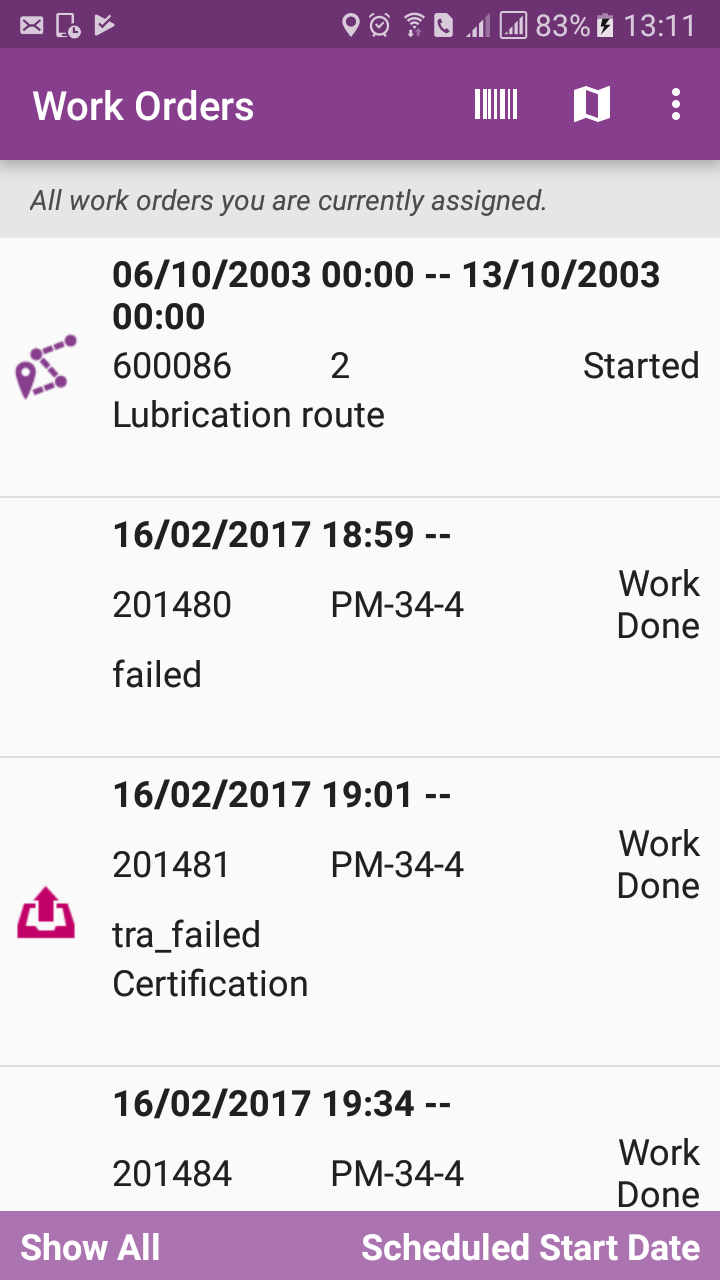 83% 13:11
Work Orders
All work orders you are currently assigned.
06/10/2003 00:00 -- 13/10/2003
00:00
600086 2 Started
Lubrication route
16/02/2017 18:59 --
201480 PM-34-4 Work
Done
failed
16/02/2017 19:01 --
201481 PM-34-4 Work
Done
tra_failed
Certification
16/02/2017 19:34 --
201484 PM-34-4 Work
Done
Show All Scheduled Start Date